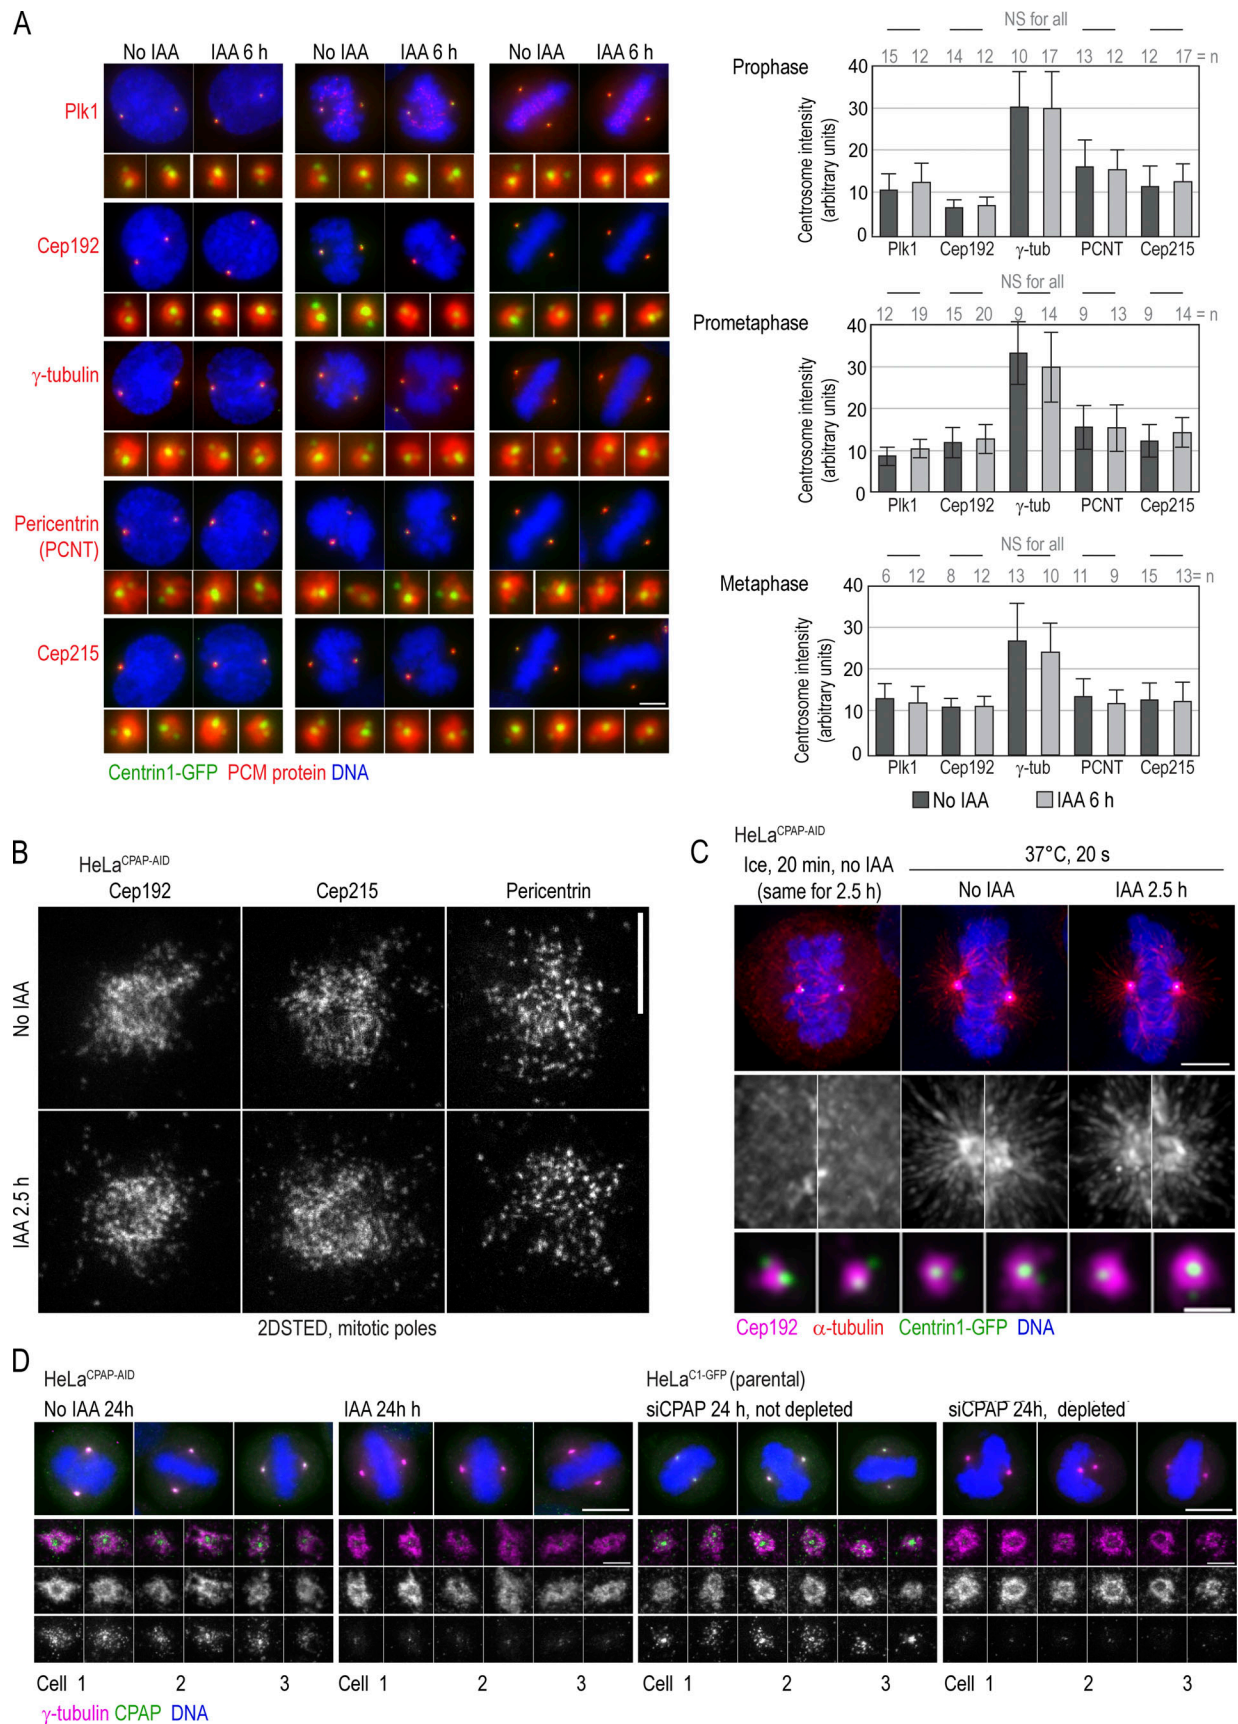 A
No IAA IAA 6 h No IAA IAA 6 h No IAA IAA 6 h
Plk1
Cep192
γ-tubulin
Pericentrin
(PCNT)
Cep215
Centrin1-GFP PCM protein DNA
NS for all
15 12 14 12 10 17 13 12 12 17 = n
Prophase
Centrosome intensity
(arbitrary units)
40
30
20
10
0
Plk1 Cep192 γ-tub PCNT Cep215
NS for all
12 19 15 20 9 14 9 13 9 14 = n
Prometaphase
Centrosome intensity
(arbitrary units)
40
30
20
10
0
Plk1 Cep192 γ-tub PCNT Cep215
NS for all
6 12 8 12 13 10 11 9 15 13 = n
Metaphase
Centrosome intensity
(arbitrary units)
40
30
20
10
0
Plk1 Cep192 γ-tub PCNT Cep215
No IAA IAA 6 h
B
HeLaCPAP-AID
Cep192 Cep215 Pericentrin
No IAA
IAA 2.5 h
2DSTED, mitotic poles
C
HeLaCPAP-AID
Ice, 20 min, no IAA
(same for 2.5 h)
37°C, 20 s
No IAA IAA 2.5 h
Cep192 α-tubulin Centrin1-GFP DNA
D
HeLaCPAP-AID
No IAA 24h IAA 24h h
HeLaC1-GFP (parental)
siCPAP 24 h, not depleted siCPAP 24h, depleted
Cell 1 2 3 Cell 1 2 3 Cell 1 2 3 Cell 1 2 3
γ-tubulin CPAP DNA